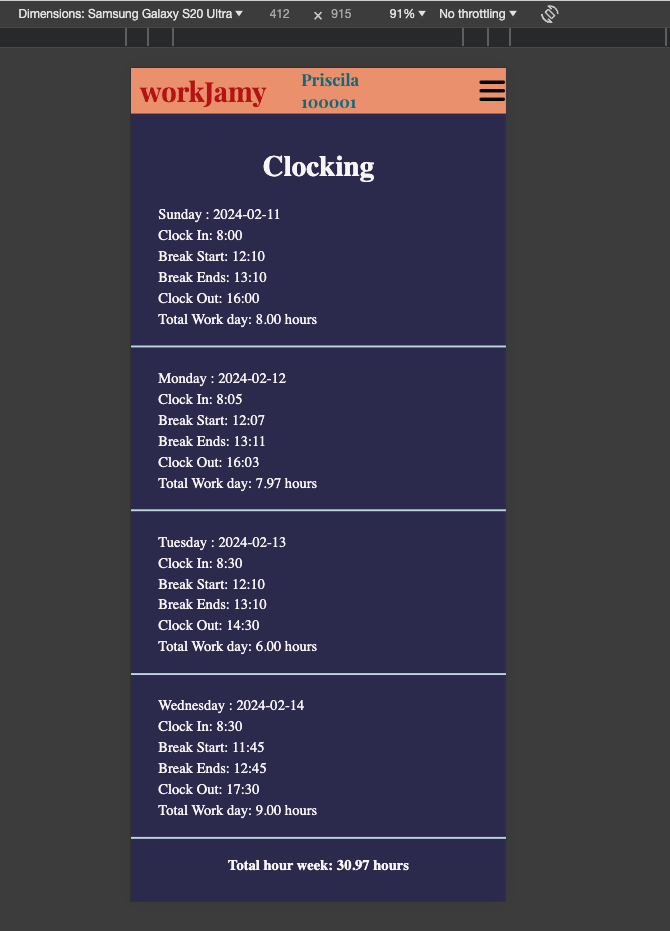 Dimensions: Samsung Galaxy S20 Ultra ▼ 412 × 915 91% ▼ No throttling ▼
workJamy
Priscila
100001
Clocking
Sunday : 2024-02-11
Clock In: 8:00
Break Start: 12:10
Break Ends: 13:10
Clock Out: 16:00
Total Work day: 8.00 hours
Monday : 2024-02-12
Clock In: 8:05
Break Start: 12:07
Break Ends: 13:11
Clock Out: 16:03
Total Work day: 7.97 hours
Tuesday : 2024-02-13
Clock In: 8:30
Break Start: 12:10
Break Ends: 13:10
Clock Out: 14:30
Total Work day: 6.00 hours
Wednesday : 2024-02-14
Clock In: 8:30
Break Start: 11:45
Break Ends: 12:45
Clock Out: 17:30
Total Work day: 9.00 hours
Total hour week: 30.97 hours